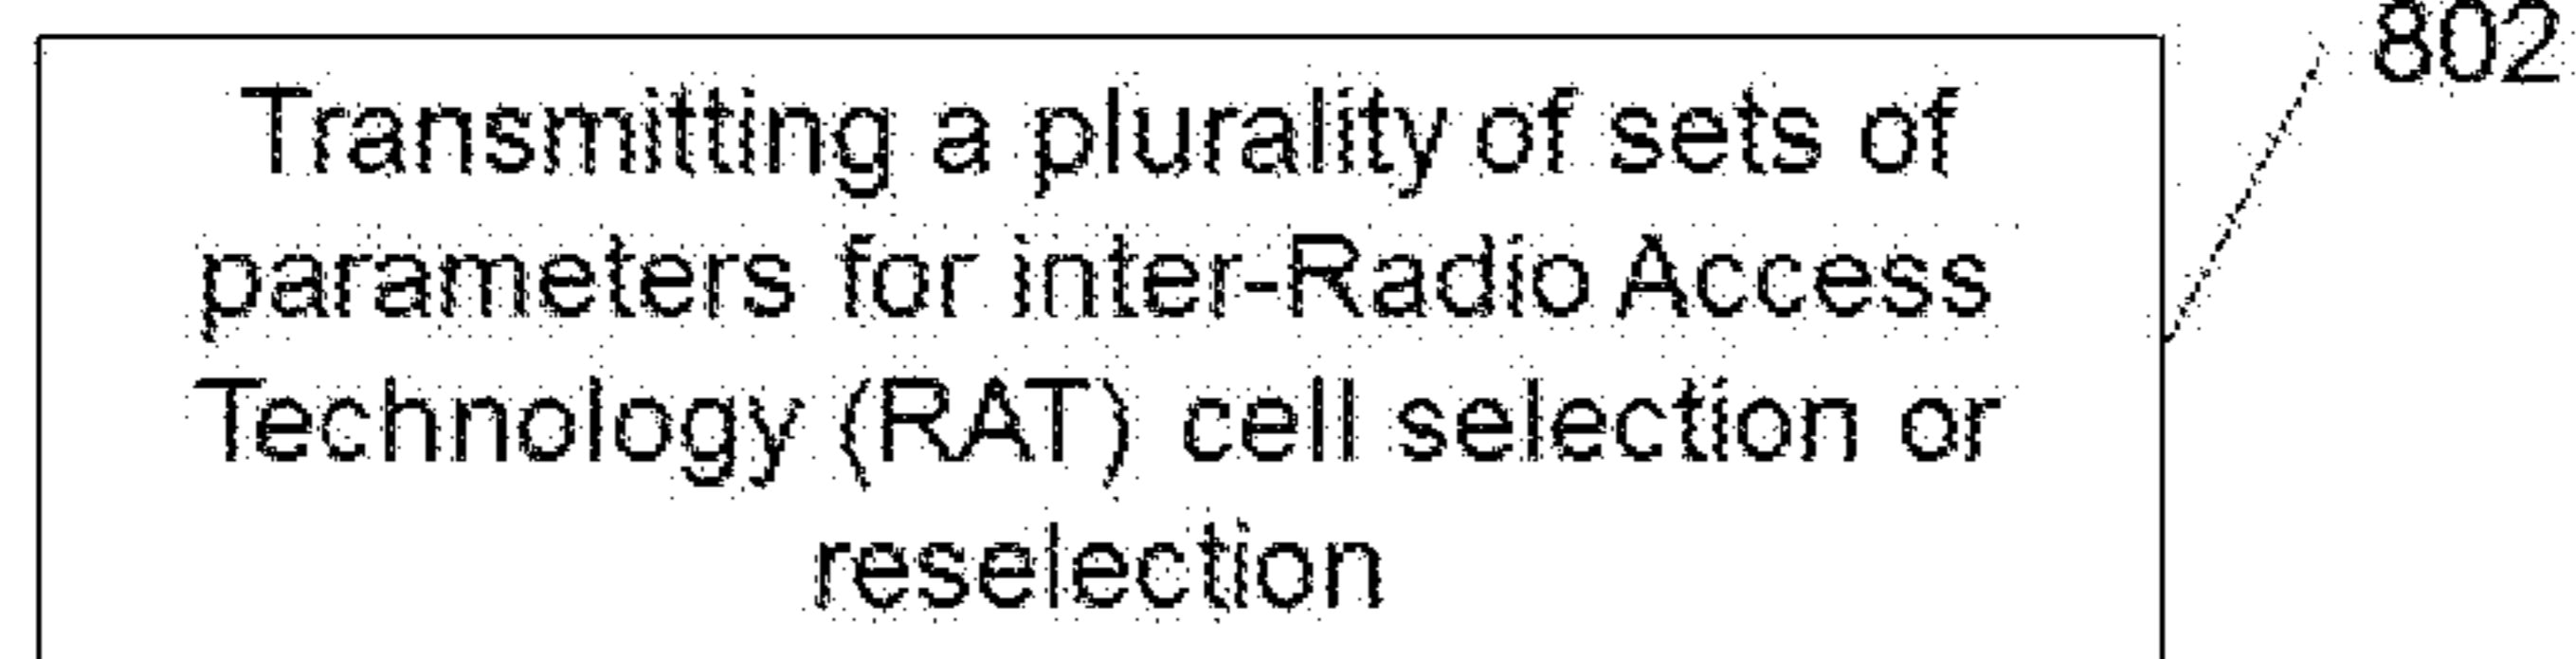 802
Transmitting a plurality of sets of
parameters for inter-Radio Access
Technology (RAT) cell selection or
reselection